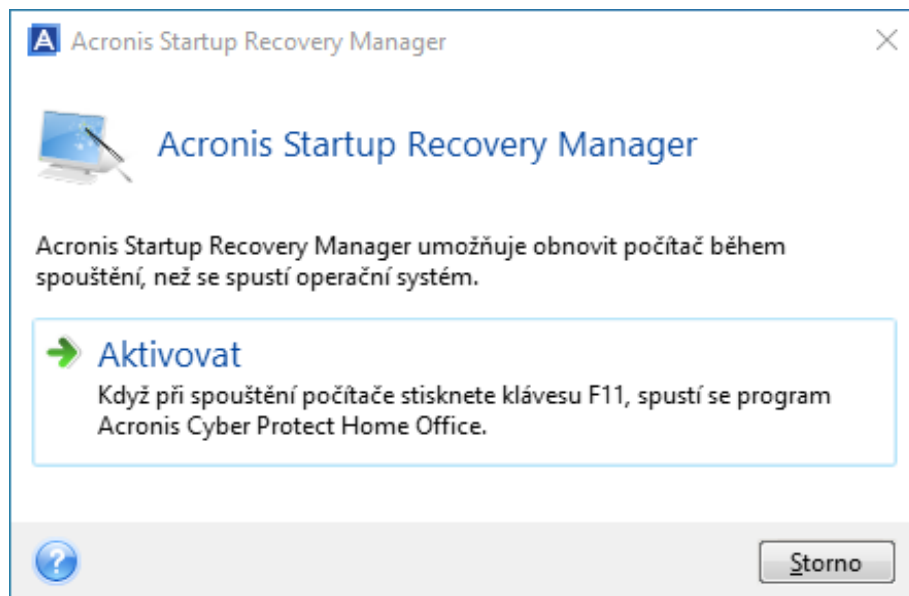 Acronis Startup Recovery Manager
Acronis Startup Recovery Manager
Acronis Startup Recovery Manager umožňuje obnovit počítač během
spouštění, než se spustí operační systém.
Aktivovat
Když při spouštění počítače stisknete klávesu F11, spustí se program
Acronis Cyber Protect Home Office.
Storno